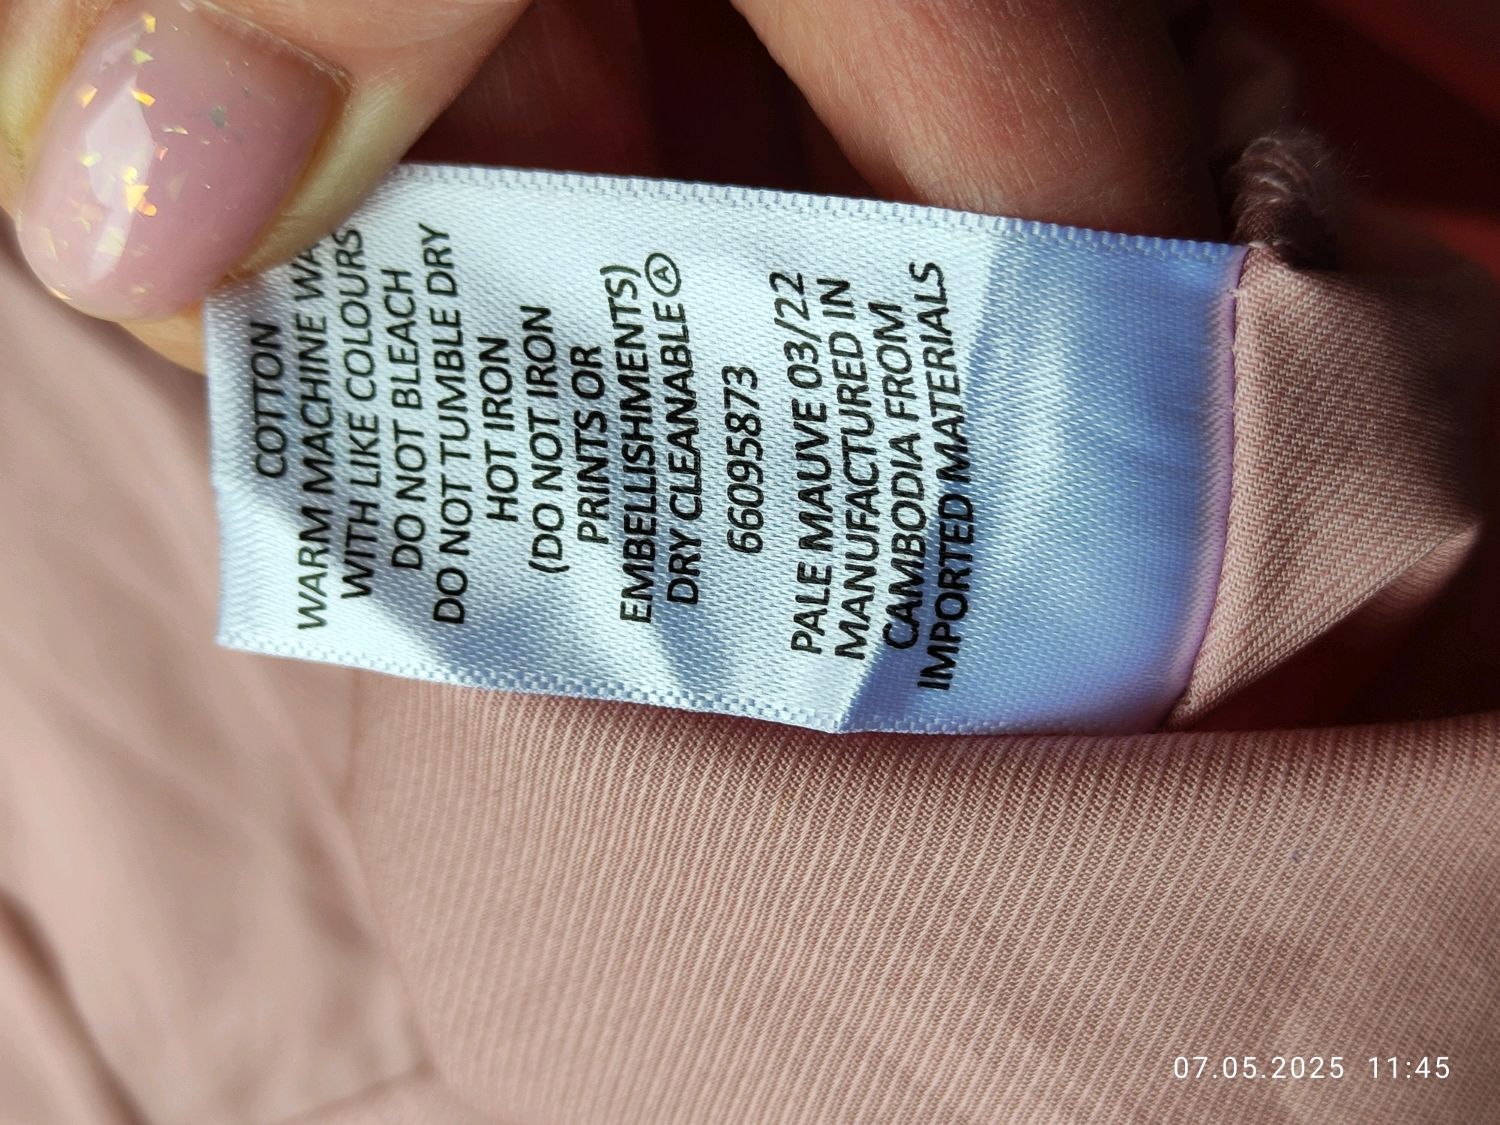 COTTON
WARM MACHINE
WITH LIKE COLOURS
DO NOT BLEACH
DO NOT TUMBLE DRY
HOT IRON
(DO NOT IRON
PRINTS OR
EMBELLISHMENTS)
DRY CLEANABLE Ⓐ
66095873
PALE MAUVE 03/22
MANUFACTURED IN
CAMBODIA FROM
IMPORTED MATERIALS
07.05.2025 11:45